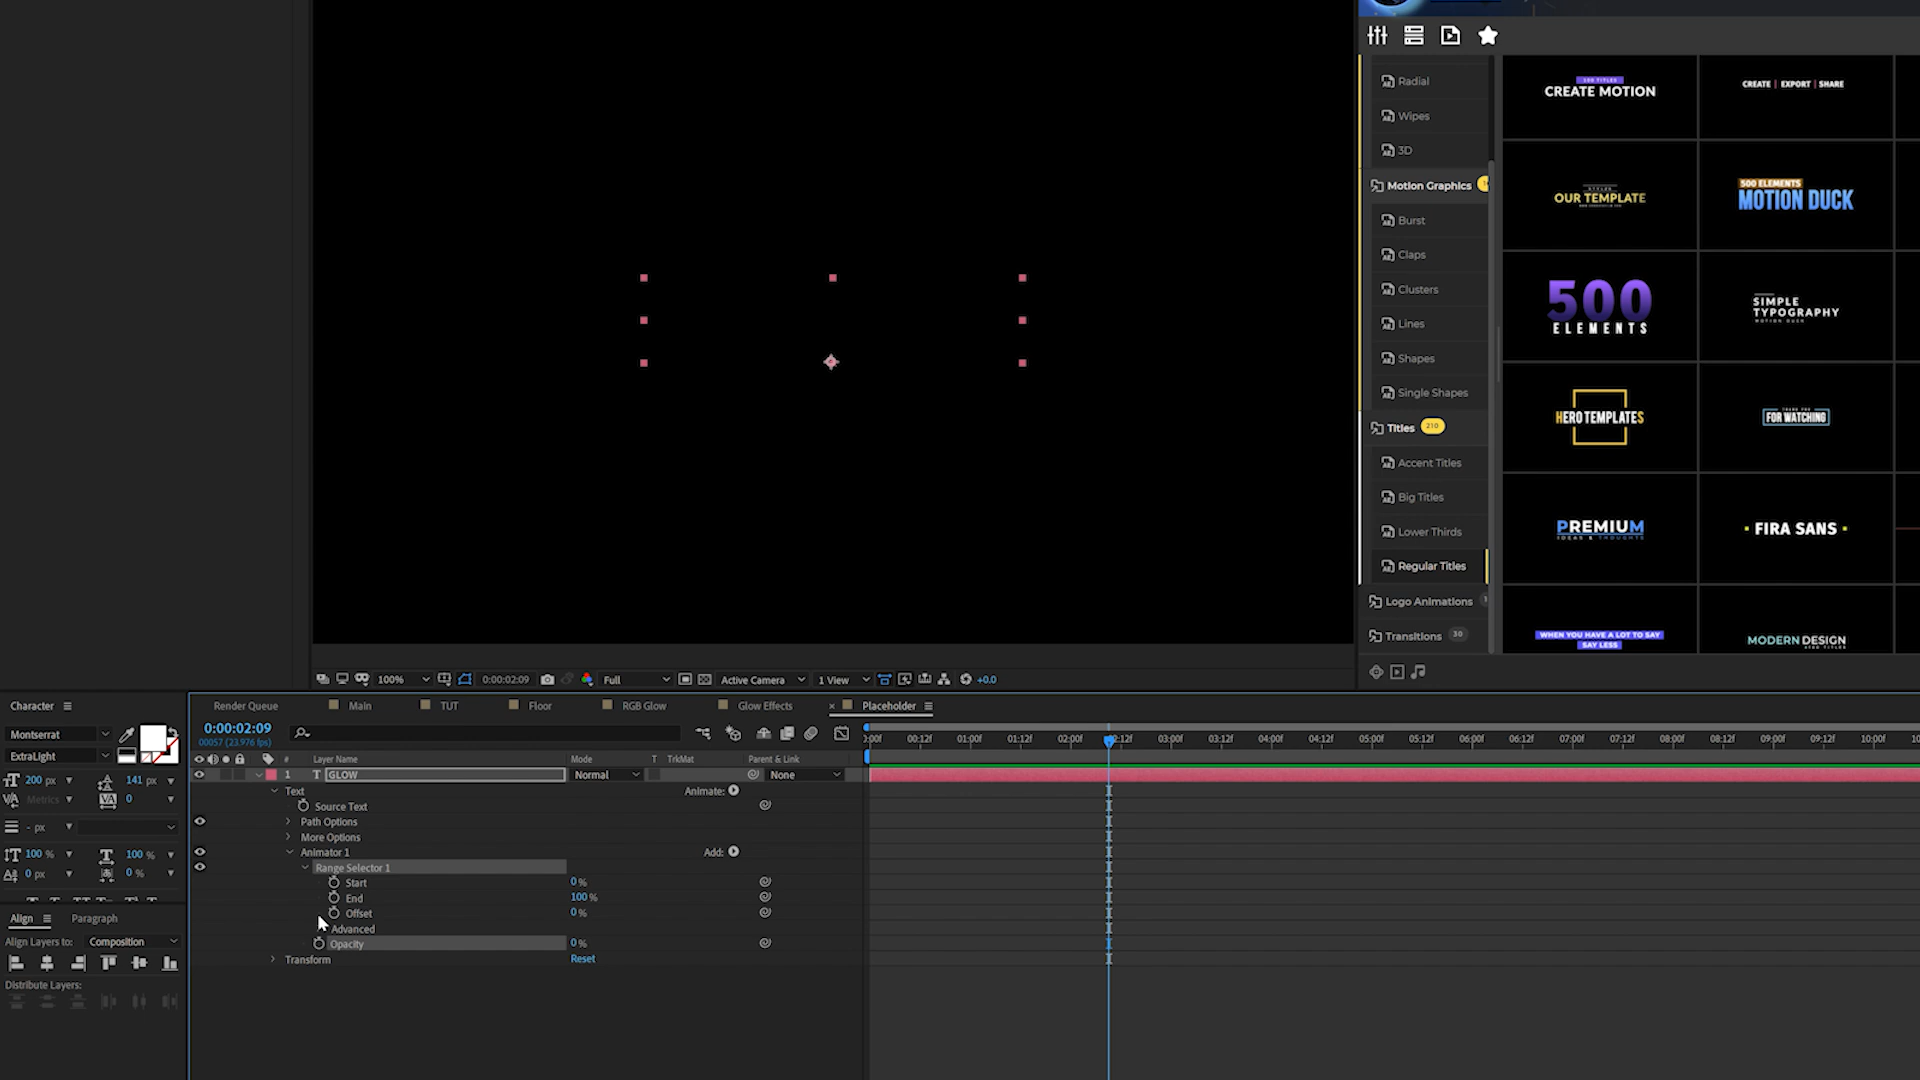 Radial
Wipes
3D
Motion Graphics
Burst
Claps
Clusters
Lines
Shapes
Single Shapes
Titles 210
Accent Titles
Big Titles
Lower Thirds
Regular Titles
Logo Animations
Transitions 30
CREATE MOTION
CREATE | EXPORT | SHARE
OUR TEMPLATE
500 ELEMENTS
MOTION DUCK
500
ELEMENTS
SIMPLE
TYPOGRAPHY
MOTION DUCK
HERO TEMPLATES
FOR WATCHING
PREMIUM
IDEAS & THOUGHTS
FIRA SANS
WHEN YOU HAVE A LOT TO SAY
SAY LESS
MODERN DESIGN
100%
0:00:02:09
Full
Active Camera
1 View
+0.0
Character
Montserrat
ExtraLight
200 px
141 px
Metrics
0
- px
100 %
100 %
0 px
0 %
Align
Paragraph
Align Layers to: Composition
Distribute Layers:
Render Queue
Main
TUT
Floor
RGB Glow
Glow Effects
× Placeholder
0:00:02:09
00057 (23.976 fps)
# Layer Name Mode T TrkMat Parent & Link
1 T GLOW Normal None
Text Animate:
Source Text
Path Options
More Options
Animator 1 Add:
Range Selector 1
Start 0 %
End 100 %
Offset 0 %
Advanced
Opacity 0 %
Transform Reset
:00f 00:12f 01:00f 01:12f 02:00f 02:12f 03:00f 03:12f 04:00f 04:12f 05:00f 05:12f 06:00f 06:12f 07:00f 07:12f 08:00f 08:12f 09:00f 09:12f 10:00f 10